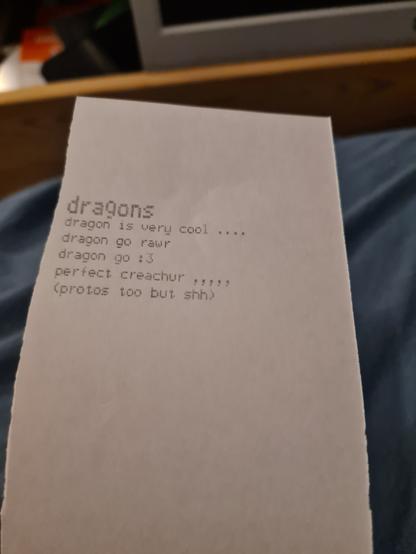 dragons
dragon is very cool ....
dragon go rawr
dragon go :3
perfect creachur ,,,,,
(protos too but shh)